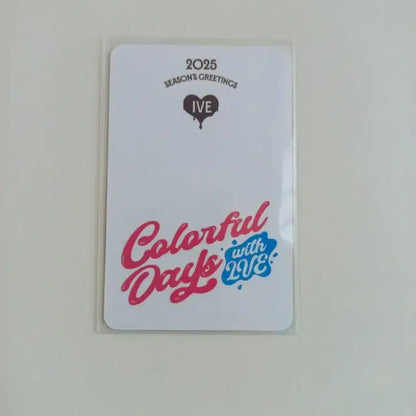 2025
SEASON'S GREETINGS
IVE
Colorful
Days
with
IVE